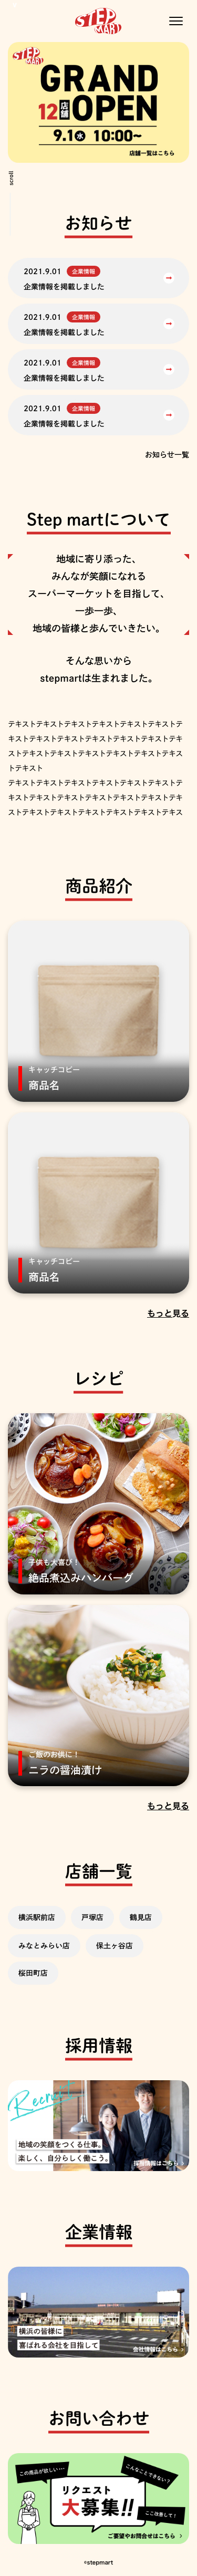 STEP
MART
STEP
MART
GRAND
12店舗OPEN
9.1水 10:00~
店舗一覧はこちら
scroll
お知らせ
2021.9.01 企業情報
企業情報を掲載しました
2021.9.01 企業情報
企業情報を掲載しました
2021.9.01 企業情報
企業情報を掲載しました
2021.9.01 企業情報
企業情報を掲載しました
お知らせ一覧
Step martについて
地域に寄り添った、
みんなが笑顔になれる
スーパーマーケットを目指して、
一歩一歩、
地域の皆様と歩んでいきたい。
そんな思いから
stepmartは生まれました。
テキストテキストテキストテキストテキストテキストテ
キストテキストテキストテキストテキストテキストテキ
ストテキストテキストテキストテキストテキストテキス
トテキスト
テキストテキストテキストテキストテキストテキストテ
キストテキストテキストテキストテキストテキストテキ
ストテキストテキストテキストテキストテキストテキス
商品紹介
キャッチコピー
商品名
キャッチコピー
商品名
もっと見る
レシピ
子供も大喜び！
絶品煮込みハンバーグ
ご飯のお供に！
ニラの醤油漬け
もっと見る
店舗一覧
横浜駅前店 戸塚店 鶴見店
みなとみらい店 保土ヶ谷店
桜田町店
採用情報
Recruit
地域の笑顔をつくる仕事。
楽しく、自分らしく働こう。
採用情報はこちら
企業情報
横浜の皆様に
喜ばれる会社を目指して
会社情報はこちら
お問い合わせ
この商品が欲しい・・・
こんなことできない？
リクエスト
大募集!!
ここ改善して！
ご要望やお問合せはこちら
©stepmart